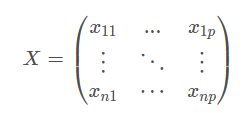 x₁₁ ... x₁ₚ
X = ⋮ ⋱ ⋮
xₙ₁ ⋯ xₙₚ